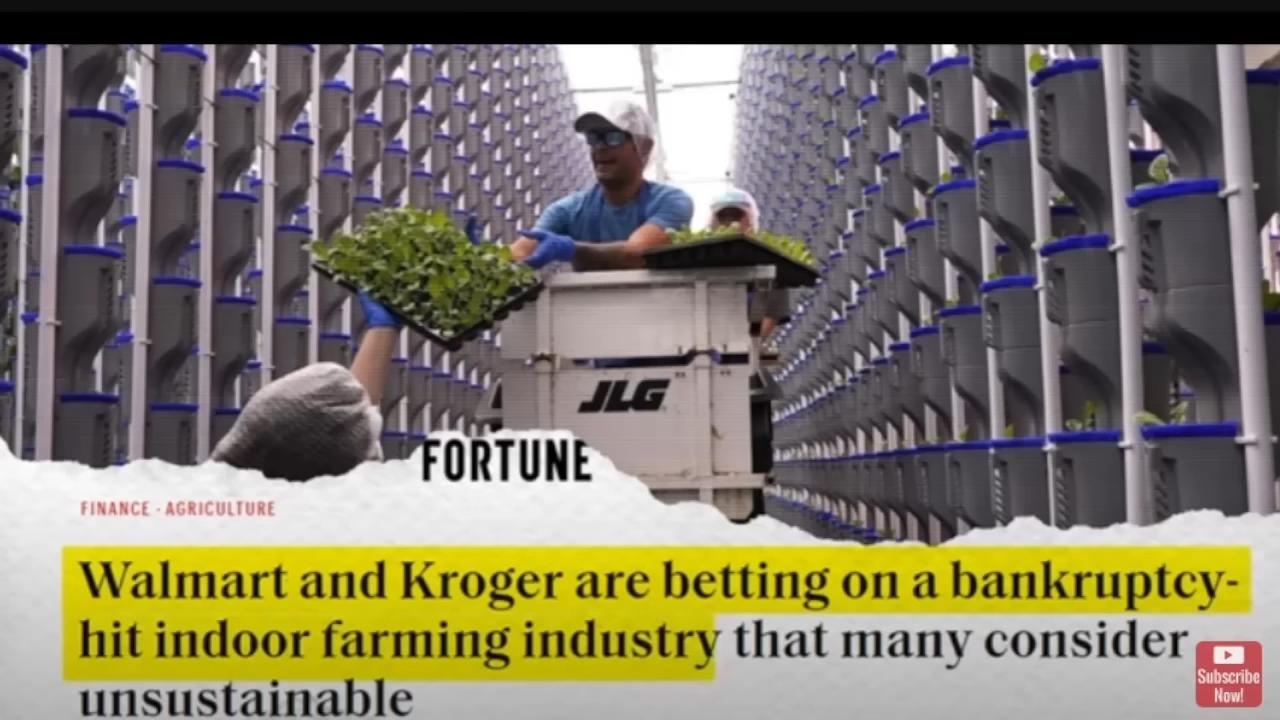 JLG
FORTUNE
FINANCE · AGRICULTURE
Walmart and Kroger are betting on a bankruptcy-
hit indoor farming industry that many consider
unsustainable
Subscribe
Now!